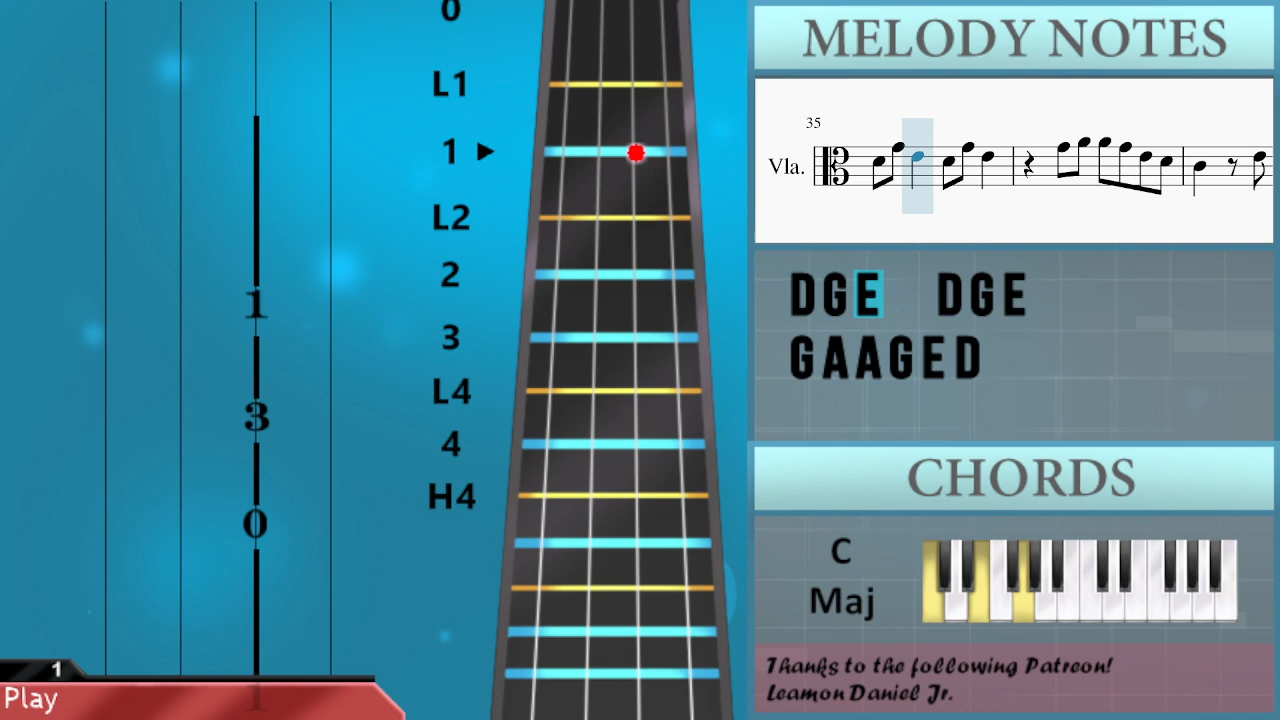 0
L1
1
L2
2
3
L4
4
H4
1
3
0
1
Play
MELODY NOTES
35
Vla.
DGE DGE
GAAGED
CHORDS
C
Maj
Thanks to the following Patreon!
Leamon Daniel Jr.